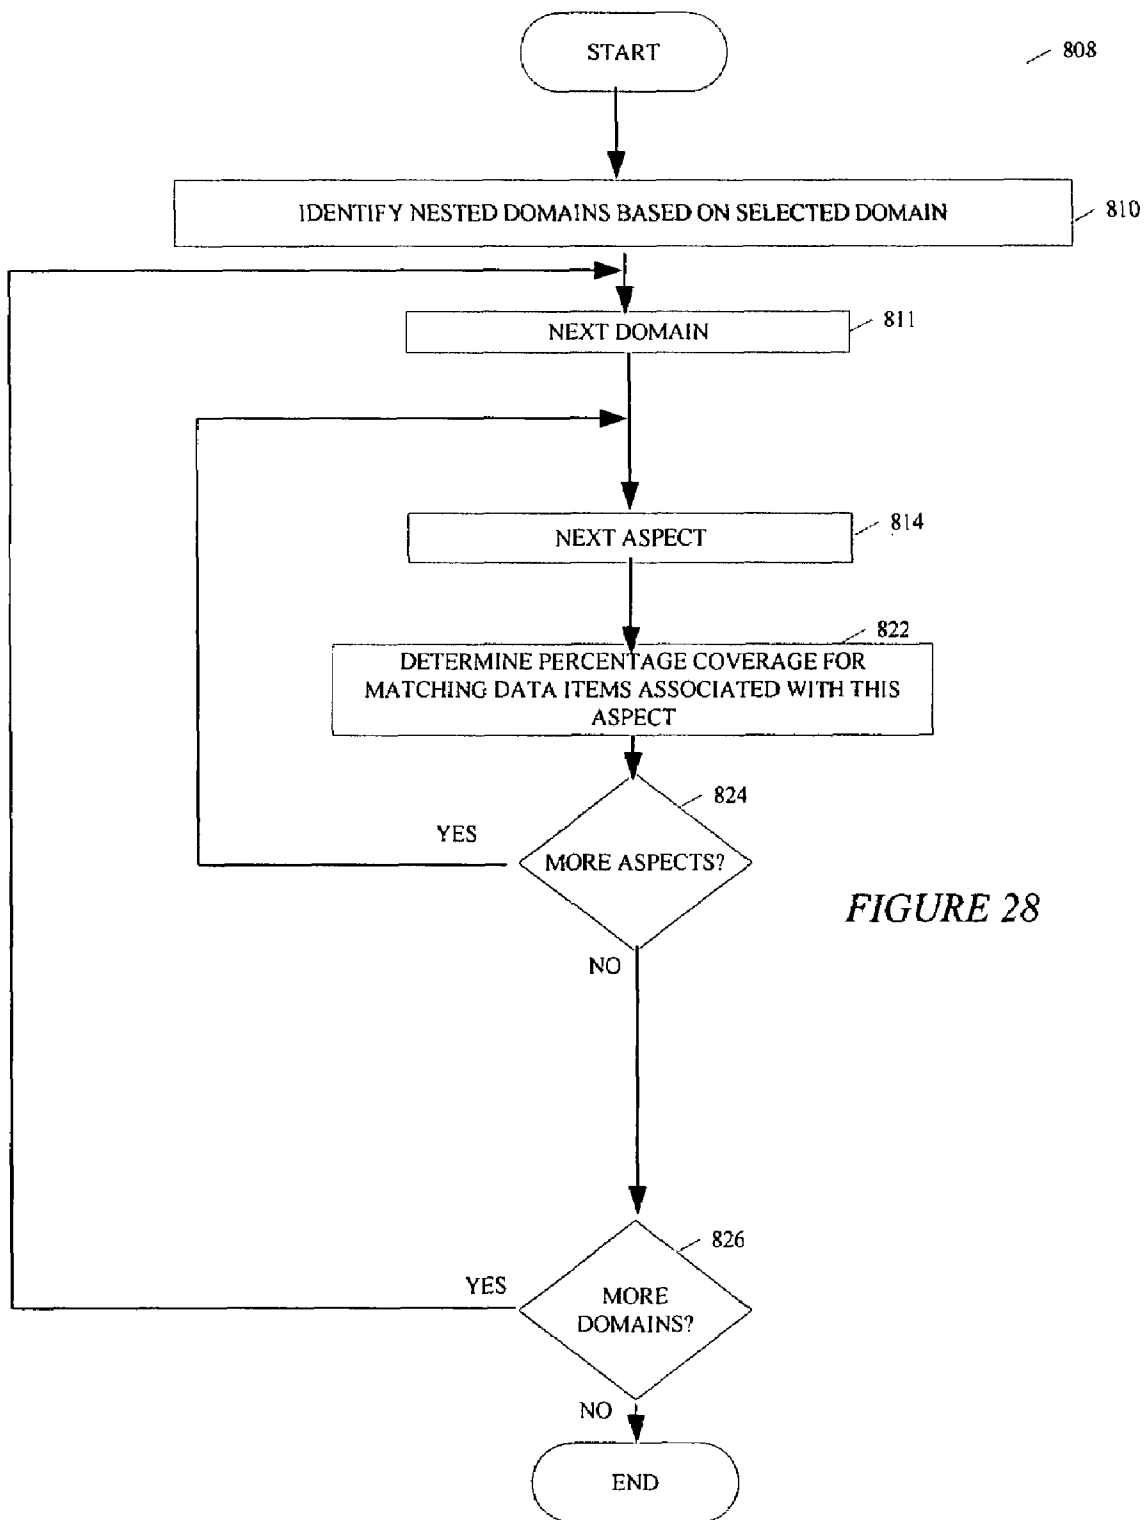 START
808
IDENTIFY NESTED DOMAINS BASED ON SELECTED DOMAIN
810
NEXT DOMAIN
811
NEXT ASPECT
814
822
DETERMINE PERCENTAGE COVERAGE FOR
MATCHING DATA ITEMS ASSOCIATED WITH THIS
ASPECT
824
YES
MORE ASPECTS?
FIGURE 28
NO
826
YES
MORE
DOMAINS?
NO
END